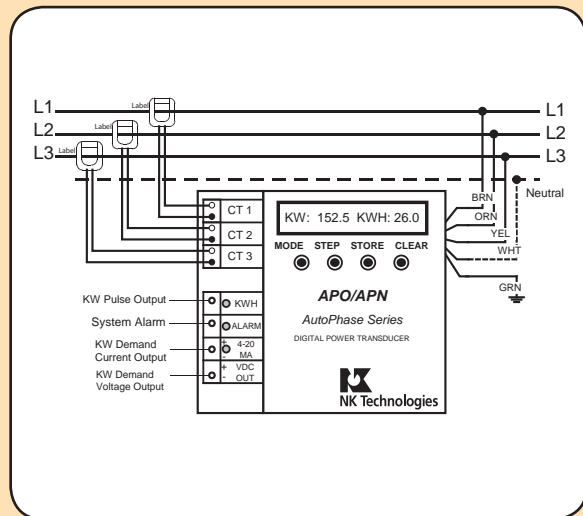 L1 Label L1
L2 Label L2
L3 Label L3
Neutral
BRN
ORN
YEL
WHT
GRN
CT 1
CT 2
CT 3
KW: 152.5 KWH: 26.0
MODE STEP STORE CLEAR
APO/APN
AutoPhase Series
DIGITAL POWER TRANSDUCER
NK Technologies
KW Pulse Output
KWH
System Alarm
ALARM
KW Demand
Current Output
+ 4-20
- MA
KW Demand
Voltage Output
+ VDC
- OUT